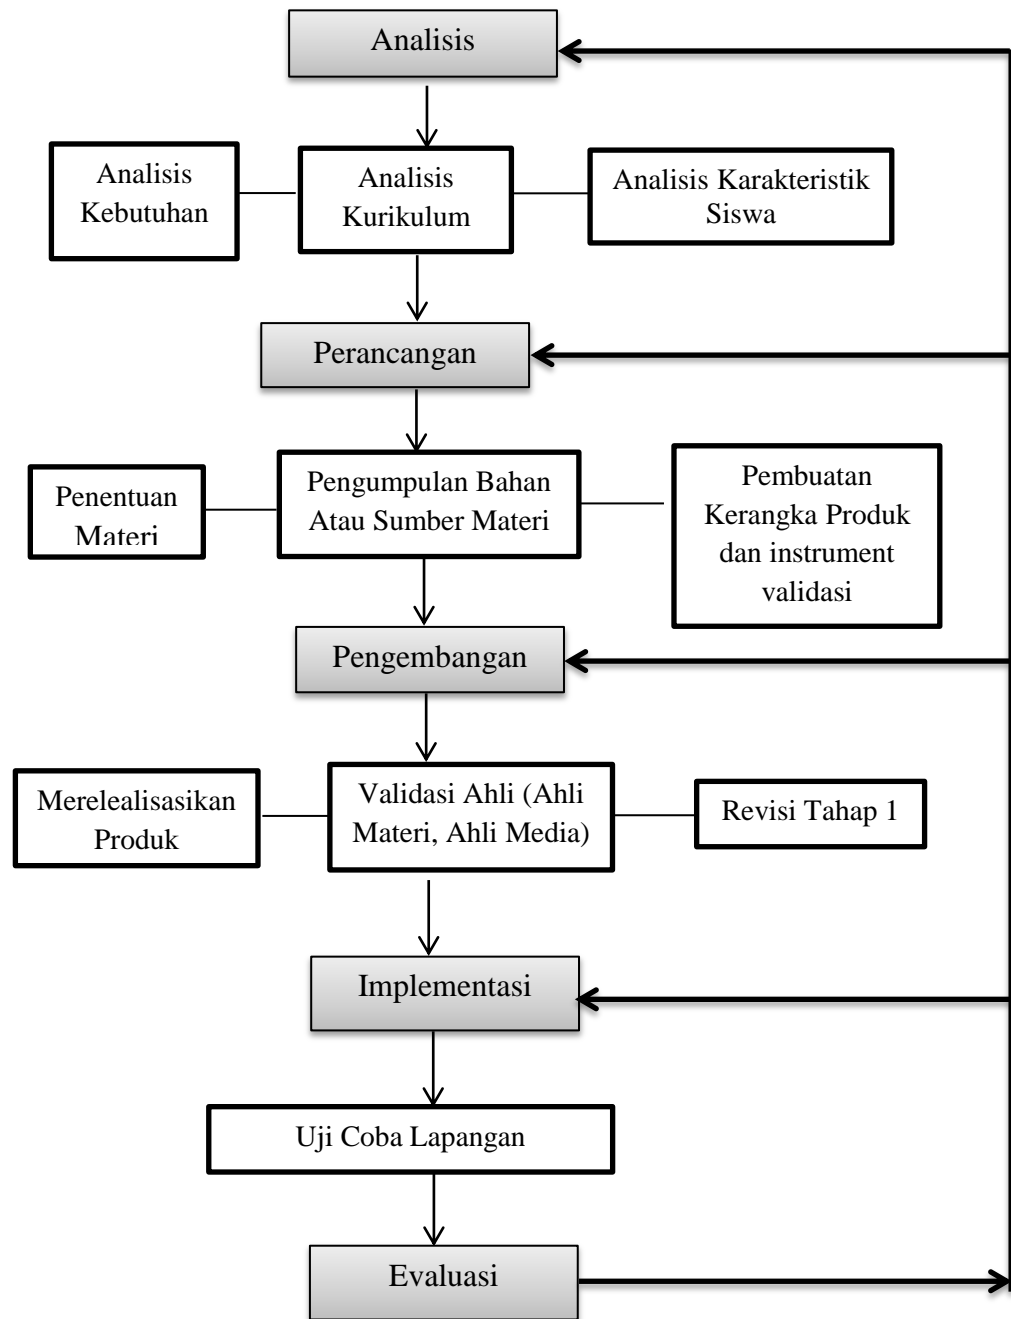 Analisis
Analisis
Kebutuhan
Analisis
Kurikulum
Analisis Karakteristik
Siswa
Perancangan
Penentuan
Materi
Pengumpulan Bahan
Atau Sumber Materi
Pembuatan
Kerangka Produk
dan instrument
validasi
Pengembangan
Merelealisasikan
Produk
Validasi Ahli (Ahli
Materi, Ahli Media)
Revisi Tahap 1
Implementasi
Uji Coba Lapangan
Evaluasi